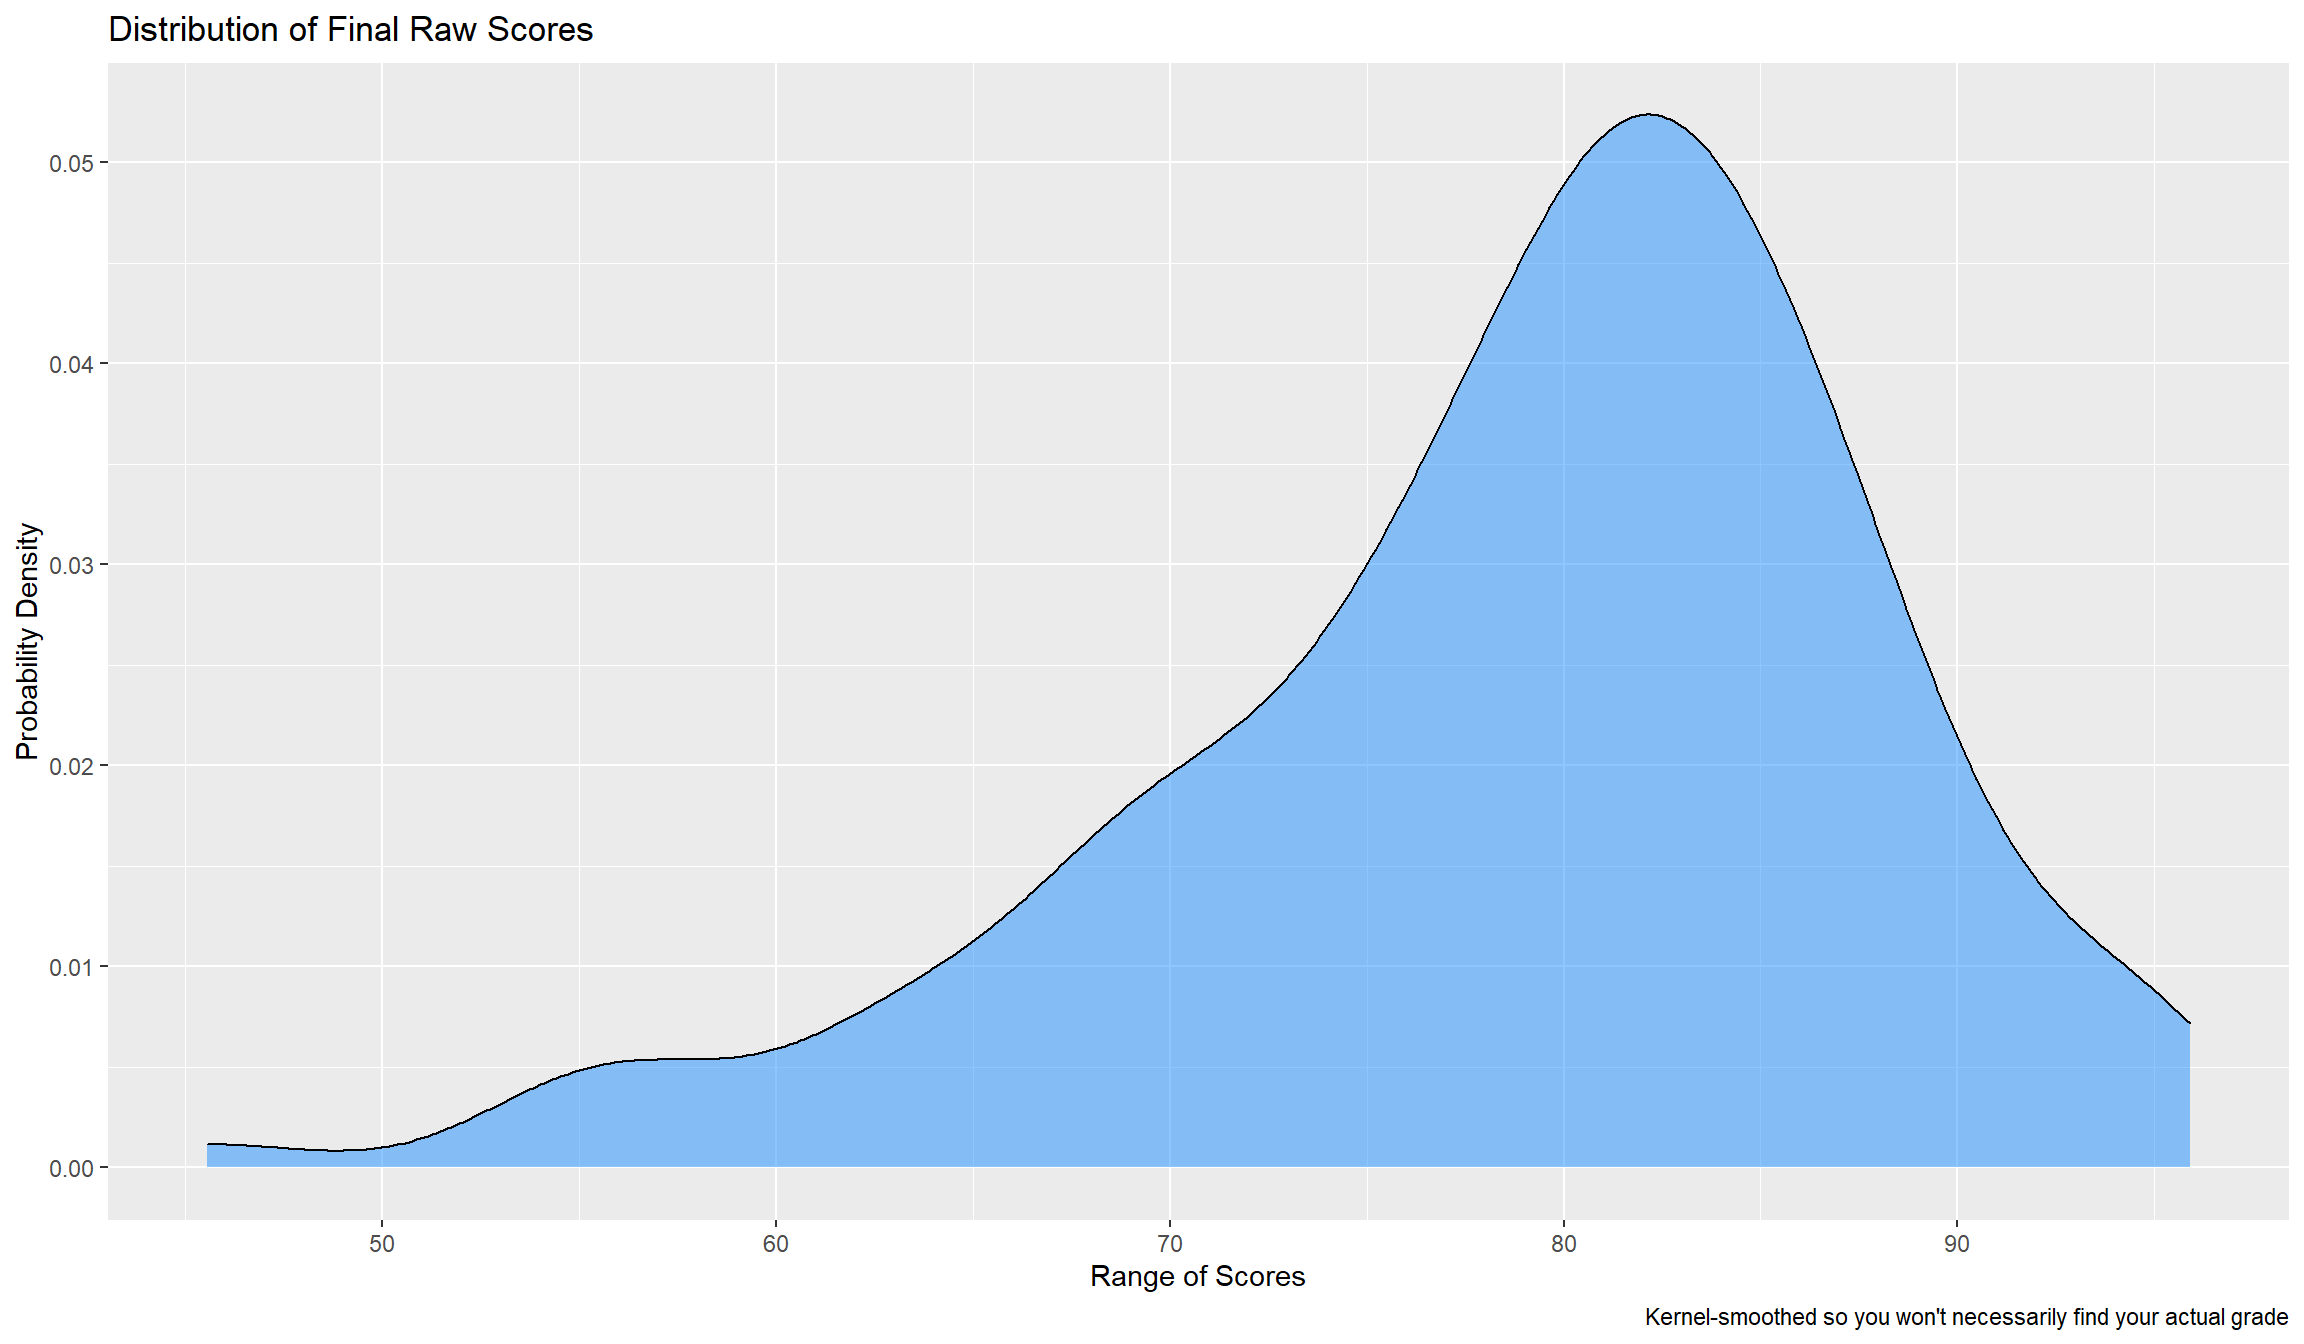 Distribution of Final Raw Scores
Probability Density
0.05
0.04
0.03
0.02
0.01
0.00
50 60 70 80 90
Range of Scores
Kernel-smoothed so you won't necessarily find your actual grade